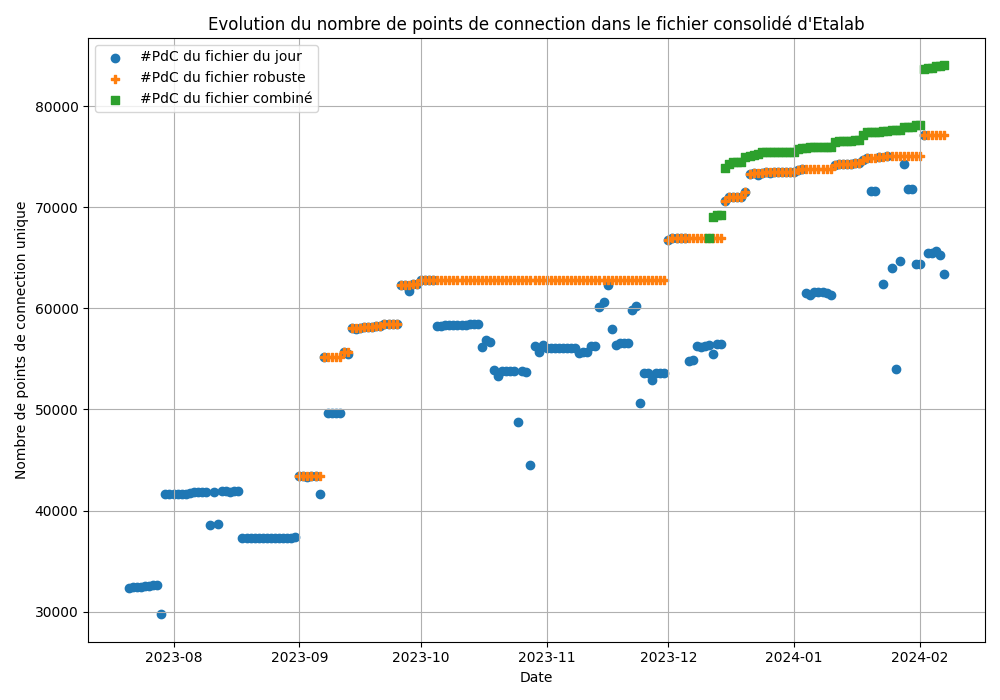 Evolution du nombre de points de connection dans le fichier consolidé d'Etalab
#PdC du fichier du jour
#PdC du fichier robuste
#PdC du fichier combiné
80000
70000
60000
50000
40000
30000
Nombre de points de connection unique
2023-08 2023-09 2023-10 2023-11 2023-12 2024-01 2024-02
Date